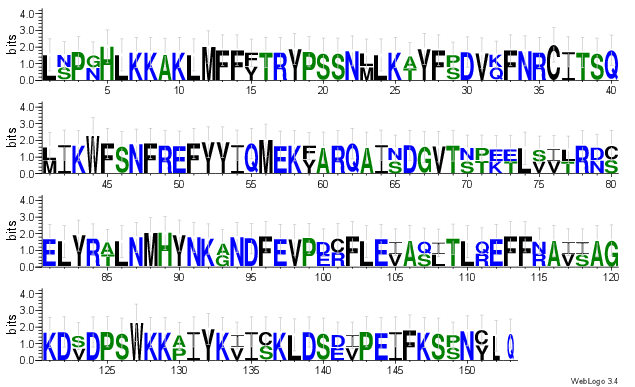 bits
4.0
3.0
2.0
1.0
0.0
LNPGHLKKAKLMFFFTRYPSSNLLKAYFPDVKFNRCITSQ
5 10 15 20 25 30 35 40
bits
4.0
3.0
2.0
1.0
0.0
MIKWFSNFREFYYIQMEKFARQAINDGVTNPEELSILRDC
45 50 55 60 65 70 75 80
bits
4.0
3.0
2.0
1.0
0.0
ELYRALNMHYNKANDFEVPDCFLEIAQITLQEFFNAIIAG
85 90 95 100 105 110 115 120
bits
4.0
3.0
2.0
1.0
0.0
KDSDPSWKKAIYKIICKLDSDIPEIFKSPNCLQ
125 130 135 140 145 150
WebLogo 3.4